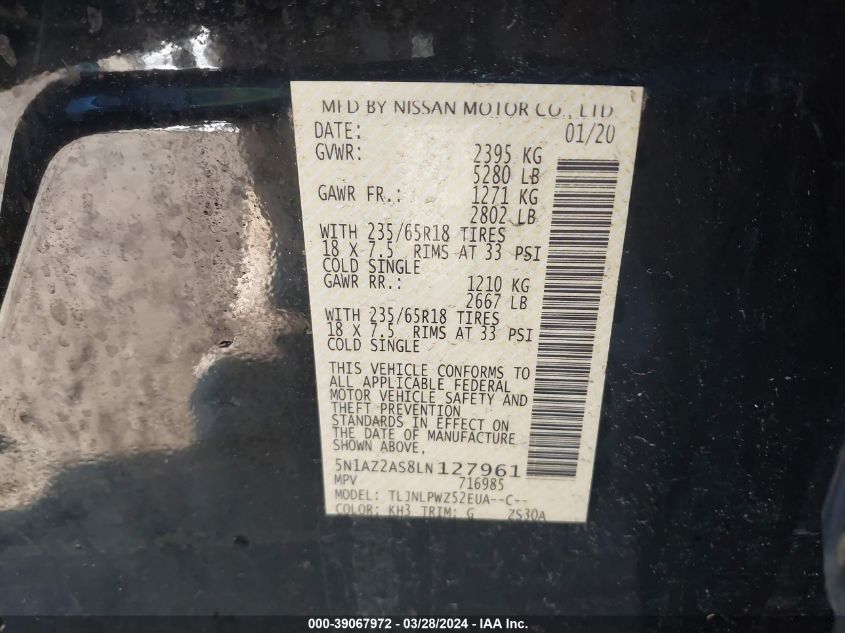 MFD BY NISSAN MOTOR CO., LTD
DATE: 01/20
GVWR: 2395 KG
5280 LB
GAWR FR.: 1271 KG
2802 LB
WITH 235/65R18 TIRES
18 X 7.5 RIMS AT 33 PSI
COLD SINGLE
GAWR RR.: 1210 KG
2667 LB
WITH 235/65R18 TIRES
18 X 7.5 RIMS AT 33 PSI
COLD SINGLE
THIS VEHICLE CONFORMS TO
ALL APPLICABLE FEDERAL
MOTOR VEHICLE SAFETY AND
THEFT PREVENTION
STANDARDS IN EFFECT ON
THE DATE OF MANUFACTURE
SHOWN ABOVE,
5N1AZ2AS8LN127961
MPV 716985
MODEL: TLJNLPWZ52EUA--C--
COLOR: KH3 TRIM: G ZS30A
000-39067972 - 03/28/2024 - IAA Inc.